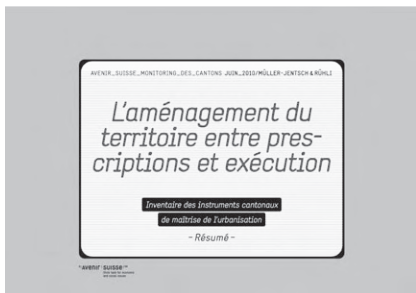 AVENIR_SUISSE_MONITORING_DES_CANTONS JUIN_2010/MÜLLER-JENTSCH & RÜHLI
L'aménagement du
territoire entre pres-
criptions et exécution
Inventaire des instruments cantonaux
de maîtrise de l'urbanisation
– Résumé –
avenir suisse